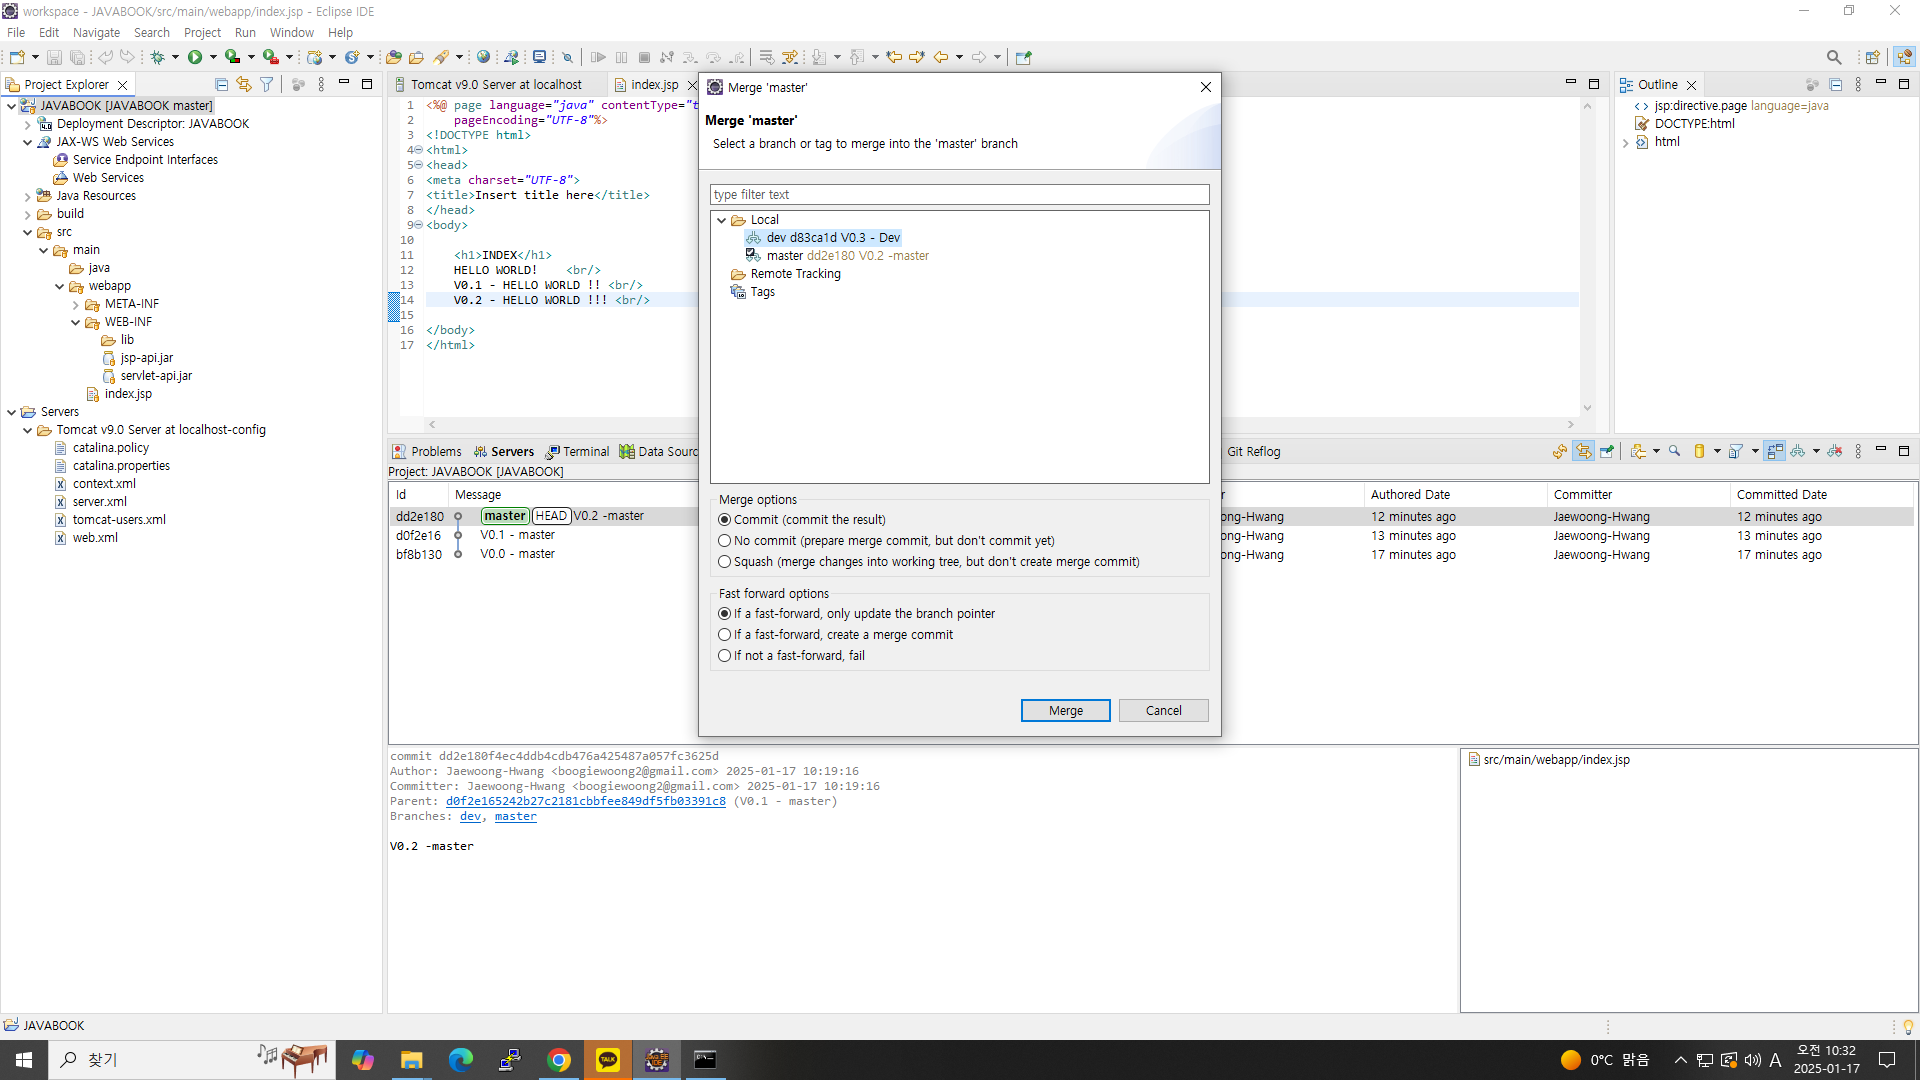 workspace - JAVABOOK/src/main/webapp/index.jsp - Eclipse IDE
File Edit Navigate Search Project Run Window Help
Project Explorer
JAVABOOK [JAVABOOK master]
Deployment Descriptor: JAVABOOK
JAX-WS Web Services
Service Endpoint Interfaces
Web Services
Java Resources
build
src
main
java
webapp
META-INF
WEB-INF
lib
jsp-api.jar
servlet-api.jar
index.jsp
Servers
Tomcat v9.0 Server at localhost-config
catalina.policy
catalina.properties
context.xml
server.xml
tomcat-users.xml
web.xml
Tomcat v9.0 Server at localhost
index.jsp
1 <%@ page language="java" contentType="t
2 pageEncoding="UTF-8"%>
3 <!DOCTYPE html>
4 <html>
5 <head>
6 <meta charset="UTF-8">
7 <title>Insert title here</title>
8 </head>
9 <body>
10
11 <h1>INDEX</h1>
12 HELLO WORLD! <br/>
13 V0.1 - HELLO WORLD !! <br/>
14 V0.2 - HELLO WORLD !!! <br/>
15
16 </body>
17 </html>
Merge 'master'
Merge 'master'
Select a branch or tag to merge into the 'master' branch
type filter text
Local
dev d83ca1d V0.3 - Dev
master dd2e180 V0.2 -master
Remote Tracking
Tags
Merge options
Commit (commit the result)
No commit (prepare merge commit, but don't commit yet)
Squash (merge changes into working tree, but don't create merge commit)
Fast forward options
If a fast-forward, only update the branch pointer
If a fast-forward, create a merge commit
If not a fast-forward, fail
Merge Cancel
Outline
jsp:directive.page language=java
DOCTYPE:html
html
Problems Servers Terminal Data Sourc Git Reflog
Project: JAVABOOK [JAVABOOK]
Id Message r Authored Date Committer Committed Date
dd2e180 master HEAD V0.2 -master ong-Hwang 12 minutes ago Jaewoong-Hwang 12 minutes ago
d0f2e16 V0.1 - master ong-Hwang 13 minutes ago Jaewoong-Hwang 13 minutes ago
bf8b130 V0.0 - master ong-Hwang 17 minutes ago Jaewoong-Hwang 17 minutes ago
commit dd2e180f4ec4ddb4cdb476a425487a057fc3625d
Author: Jaewoong-Hwang <boogiewoong2@gmail.com> 2025-01-17 10:19:16
Committer: Jaewoong-Hwang <boogiewoong2@gmail.com> 2025-01-17 10:19:16
Parent: d0f2e165242b27c2181cbbfee849df5fb03391c8 (V0.1 - master)
Branches: dev, master
V0.2 -master
src/main/webapp/index.jsp
JAVABOOK
찾기
TALK
Java EE
IDE
0°C 맑음
A
오전 10:32
2025-01-17